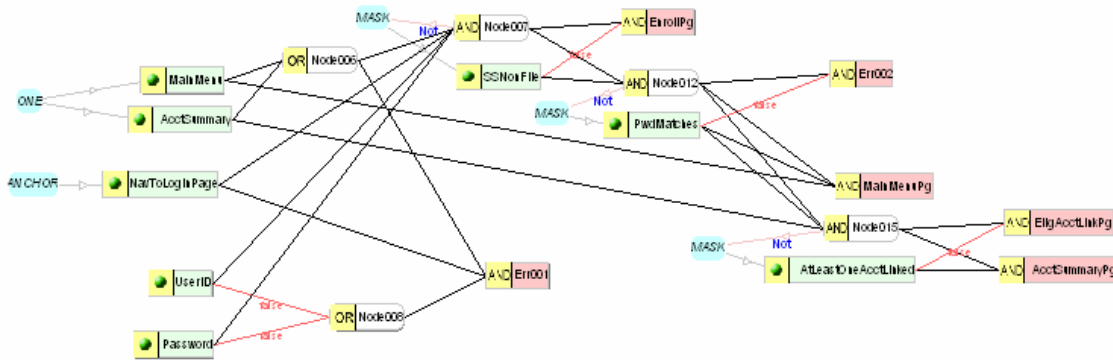 MASK
Not
AND Node007
AND EnrollPg
false
OR Node006
MainMenu
SSNonFile
AND Node012
AND Err002
ONE
Not
MASK
false
AcctSummary
PwdMatches
ANCHOR
NavToLoginPage
AND MainMenuPg
AND Node015
AND EligAcctLinkPg
MASK
Not
false
AtLeastOneAcctLinked
AND AcctSummaryPg
UserID
AND Err001
false
OR Node008
false
Password